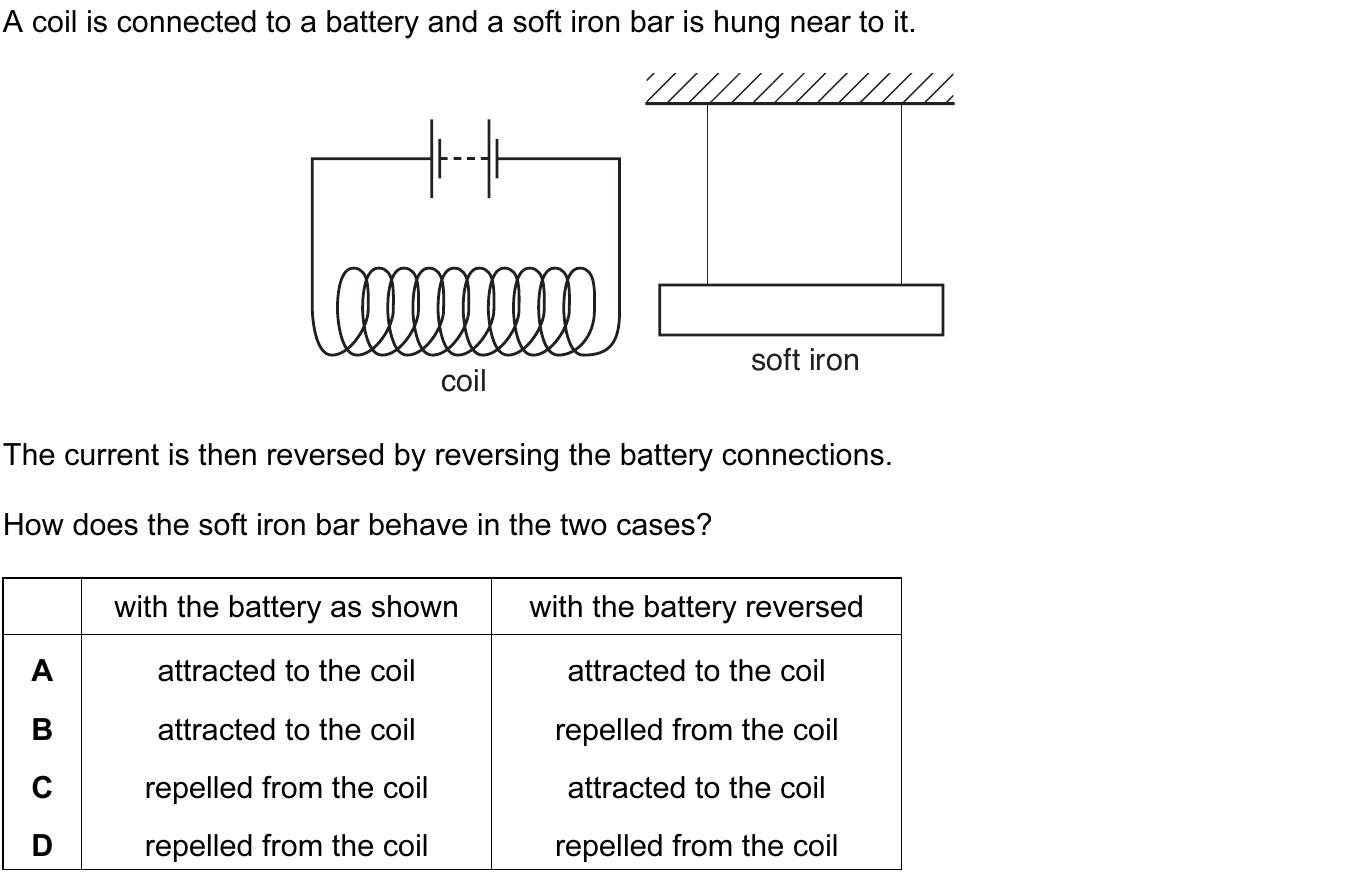 A coil is connected to a battery and a soft iron bar is hung near to it.
coil
soft iron
The current is then reversed by reversing the battery connections.
How does the soft iron bar behave in the two cases?
with the battery as shown with the battery reversed
A attracted to the coil attracted to the coil
B attracted to the coil repelled from the coil
C repelled from the coil attracted to the coil
D repelled from the coil repelled from the coil